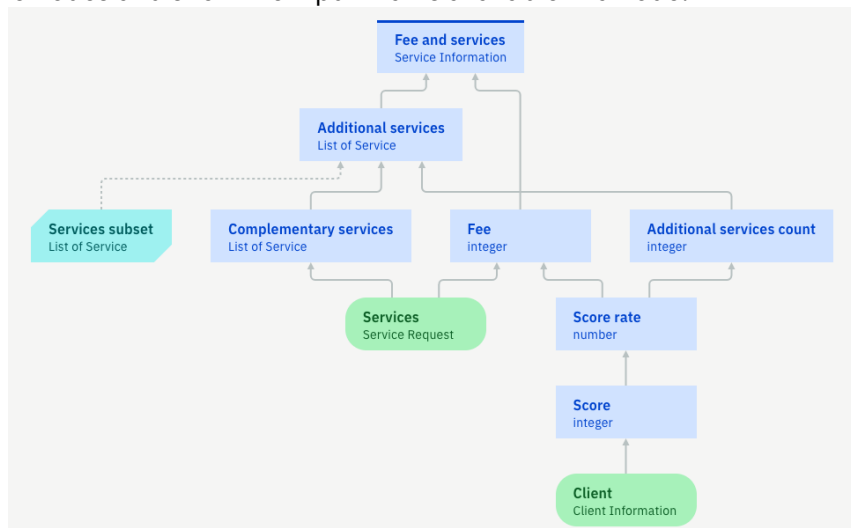 Fee and services
Service Information
Additional services
List of Service
Services subset
List of Service
Complementary services
List of Service
Fee
integer
Additional services count
integer
Services
Service Request
Score rate
number
Score
integer
Client
Client Information